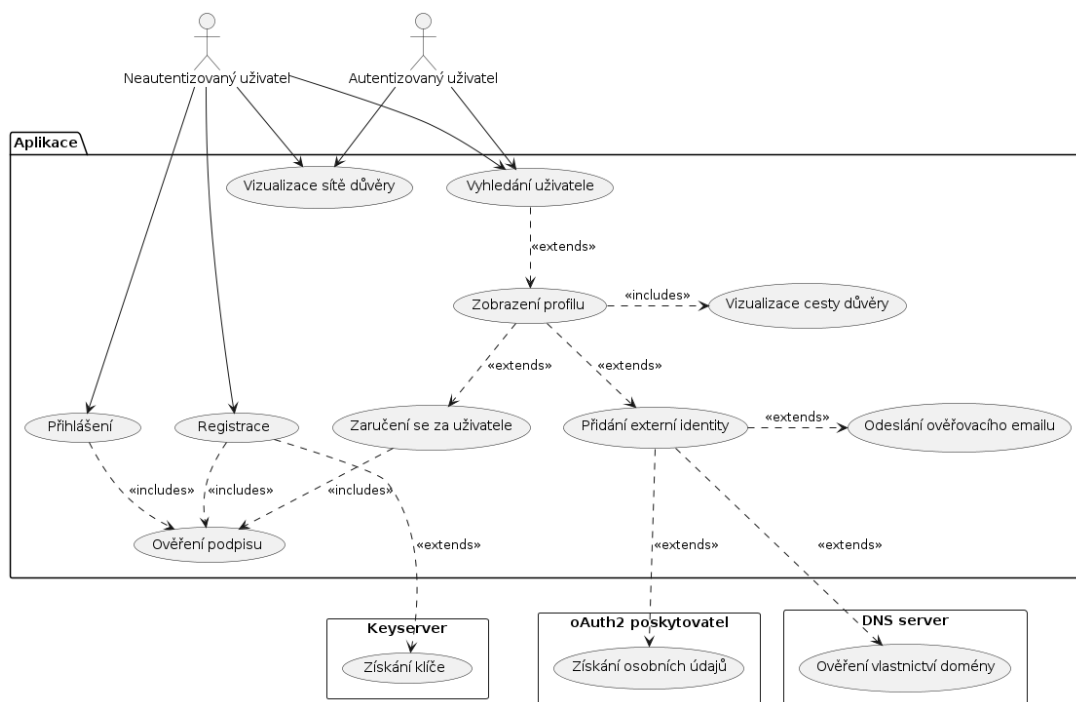 Neautentizovaný uživatel
Autentizovaný uživatel
Aplikace
Vizualizace sítě důvěry
Vyhledání uživatele
«extends»
Zobrazení profilu
«includes»
Vizualizace cesty důvěry
«extends»
«extends»
Přihlášení
Registrace
Zaručení se za uživatele
Přidání externí identity
«extends»
Odeslání ověřovacího emailu
«includes»
«includes»
«includes»
Ověření podpisu
«extends»
«extends»
«extends»
Keyserver
Získání klíče
oAuth2 poskytovatel
Získání osobních údajů
DNS server
Ověření vlastnictví domény